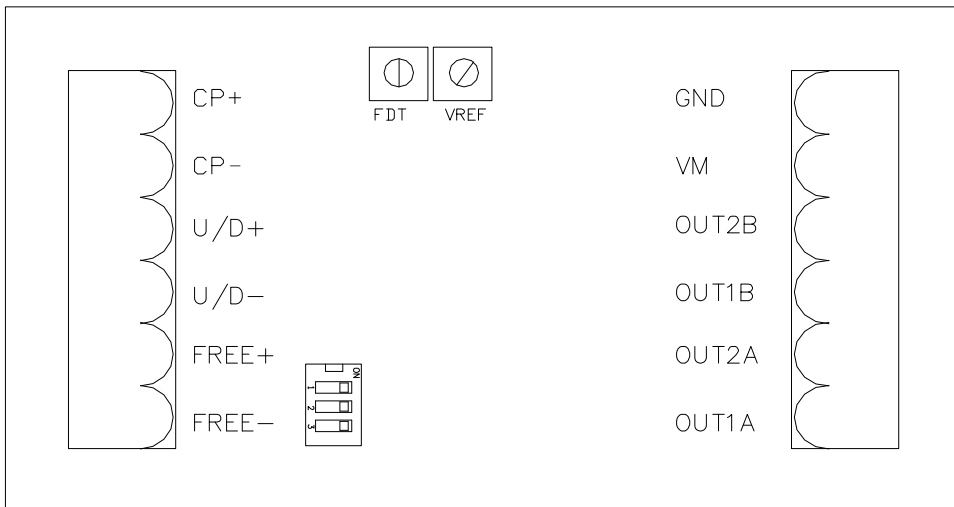 CP+
CP-
U/D+
U/D-
FREE+
FREE-
FDT
VREF
ON
1
2
3
GND
VM
OUT2B
OUT1B
OUT2A
OUT1A